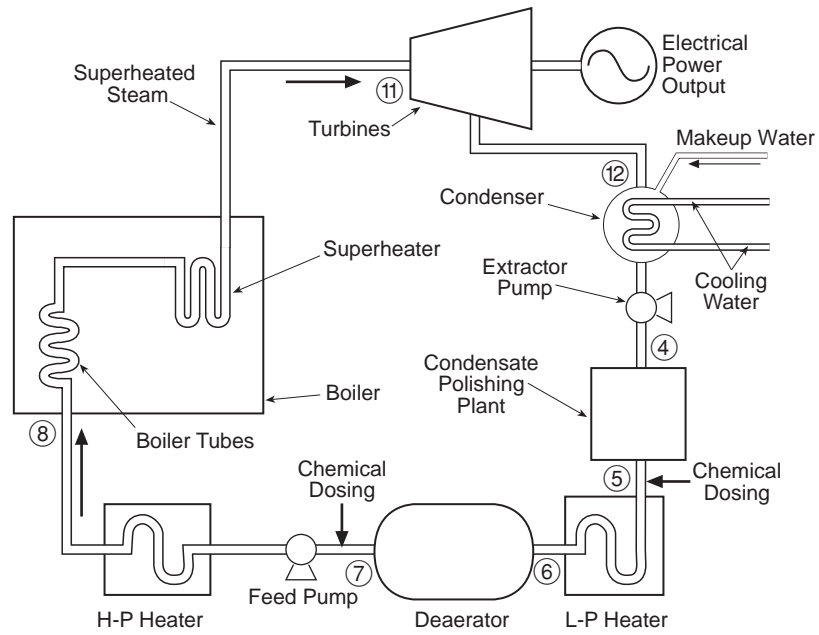 Superheated
Steam
⑪
Turbines
Electrical
Power
Output
Makeup Water
⑫
Condenser
Cooling
Water
Extractor
Pump
④
Superheater
Condensate
Polishing
Plant
Boiler
Boiler Tubes
⑧
⑤
Chemical
Dosing
Chemical
Dosing
⑦
⑥
Feed Pump
H-P Heater
Deaerator
L-P Heater